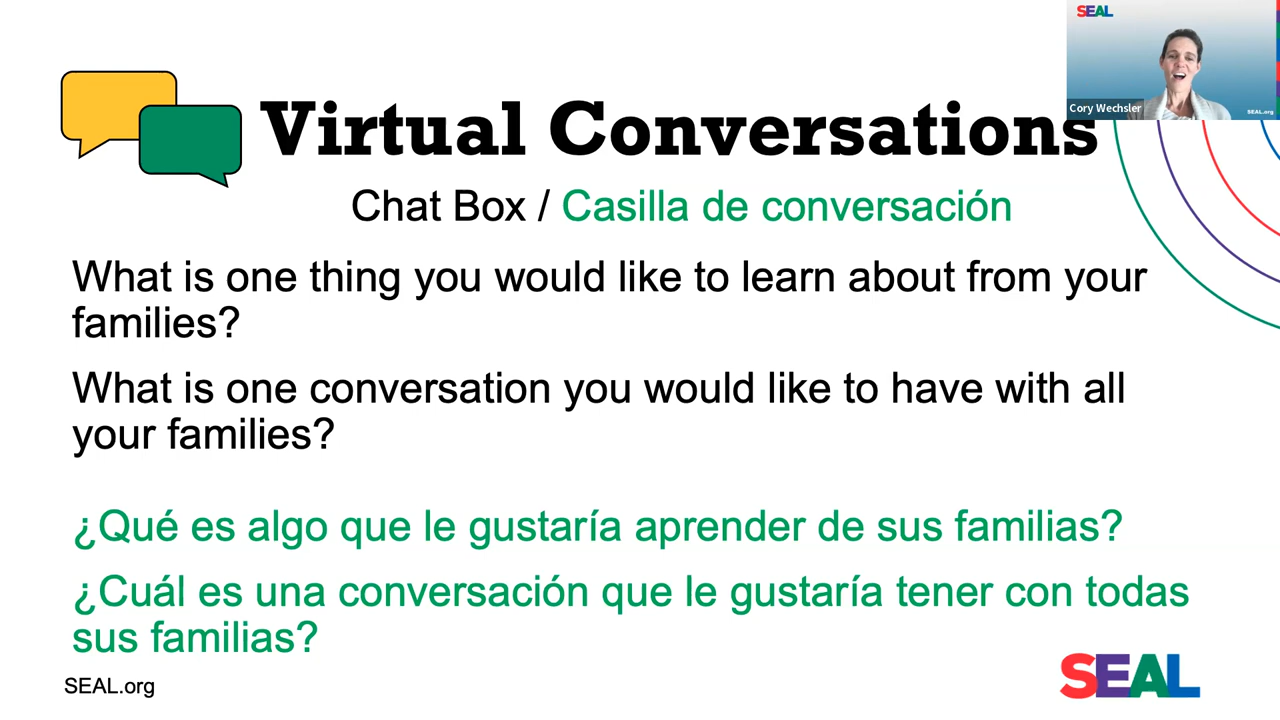 SEAL
Cory Wechsler
SEAL.org
Virtual Conversations
Chat Box / Casilla de conversación
What is one thing you would like to learn about from your
families?
What is one conversation you would like to have with all
your families?
¿Qué es algo que le gustaría aprender de sus familias?
¿Cuál es una conversación que le gustaría tener con todas
sus familias?
SEAL.org
SEAL